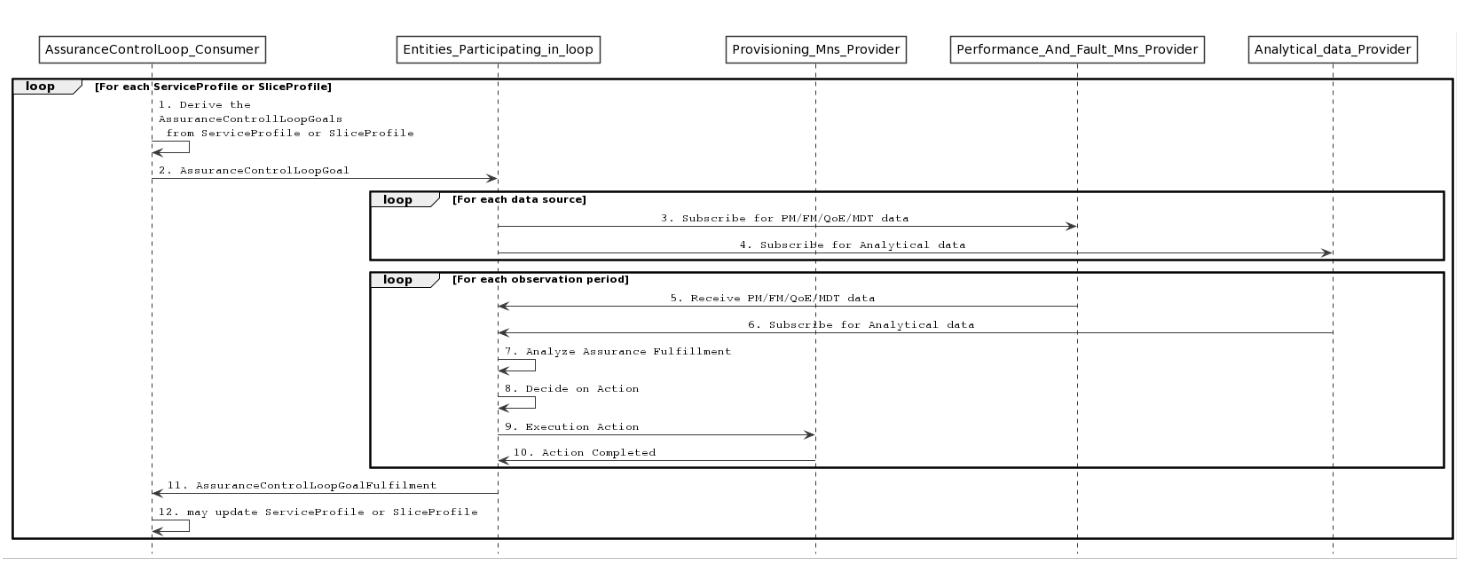 AssuranceControlLoop_Consumer
Entities_Participating_in_loop
Provisioning_Mns_Provider
Performance_And_Fault_Mns_Provider
Analytical_data_Provider
loop
[For each ServiceProfile or SliceProfile]
1. Derive the
AssuranceControllLoopGoals
from ServiceProfile or SliceProfile
2. AssuranceControlLoopGoal
loop
[For each data source]
3. Subscribe for PM/FM/QoE/MDT data
4. Subscribe for Analytical data
loop
[For each observation period]
5. Receive PM/FM/QoE/MDT data
6. Subscribe for Analytical data
7. Analyze Assurance Fulfillment
8. Decide on Action
9. Execution Action
10. Action Completed
11. AssuranceControlLoopGoalFulfilment
12. may update ServiceProfile or SliceProfile